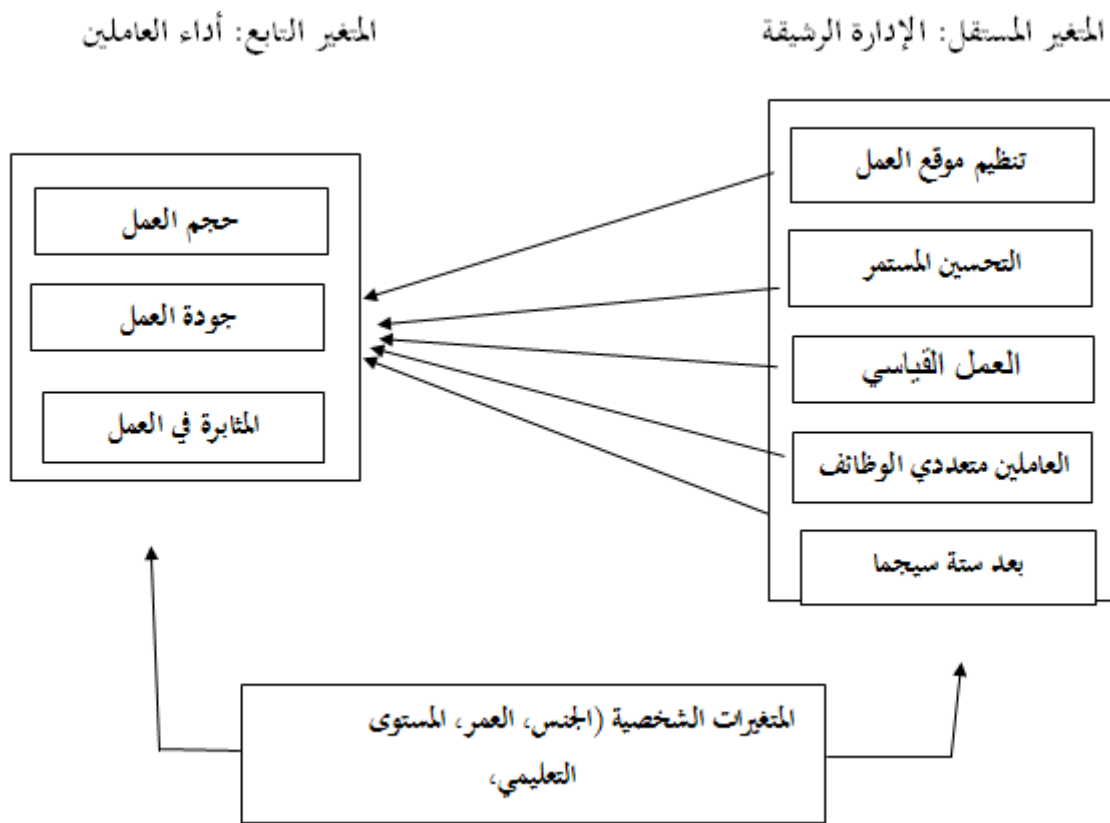 المتغير المستقل: الإدارة الرشيقة
المتغير التابع: أداء العاملين
تنظيم موقع العمل
التحسين المستمر
العمل القياسي
العاملين متعددي الوظائف
بعد ستة سيجما
حجم العمل
جودة العمل
المثابرة في العمل
المتغيرات الشخصية (الجنس، العمر، المستوى
التعليمي،